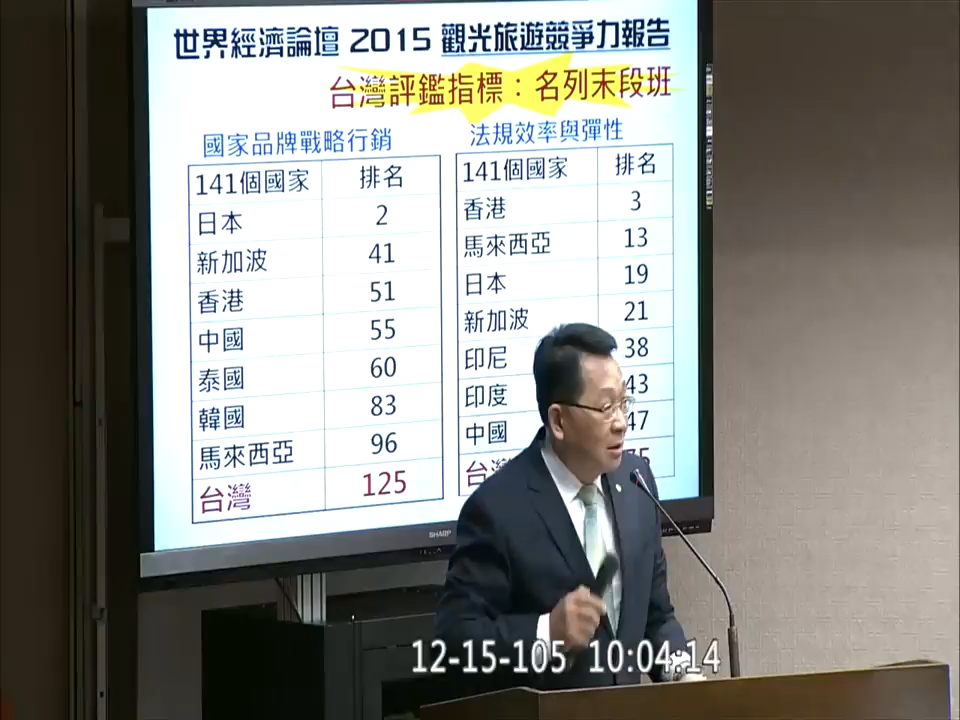 世界經濟論壇 2015 觀光旅遊競爭力報告
台灣評鑑指標：名列末段班
國家品牌戰略行銷
141個國家 排名
日本 2
新加波 41
香港 51
中國 55
泰國 60
韓國 83
馬來西亞 96
台灣 125
法規效率與彈性
141個國家 排名
香港 3
馬來西亞 13
日本 19
新加波 21
印尼 38
印度 43
中國 47
台灣
SHARP
12-15-105 10:04:14